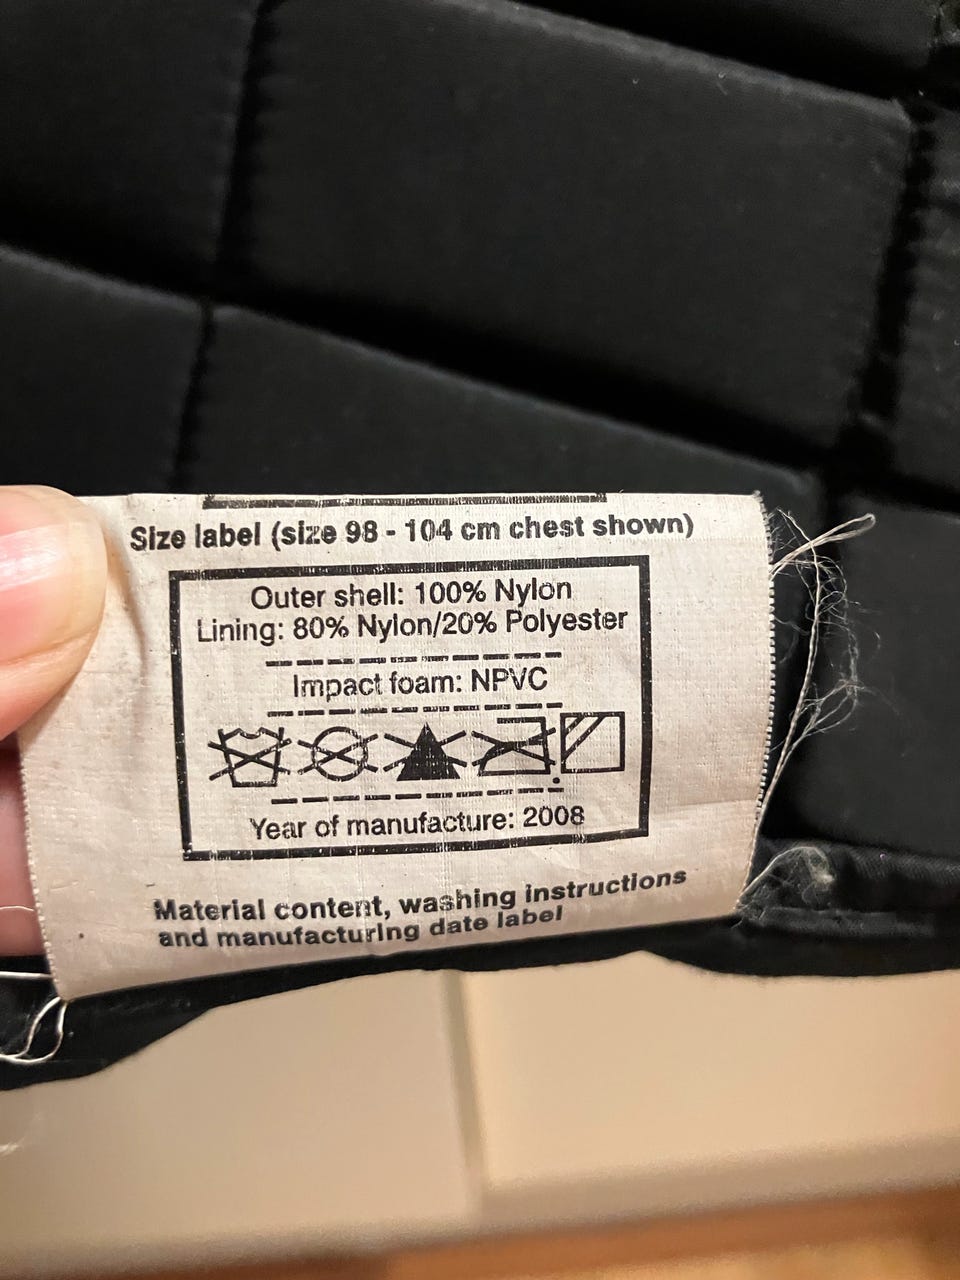 Size label (size 98 - 104 cm chest shown)
Outer shell: 100% Nylon
Lining: 80% Nylon/20% Polyester
Impact foam: NPVC
Year of manufacture: 2008
Material content, washing instructions
and manufacturing date label